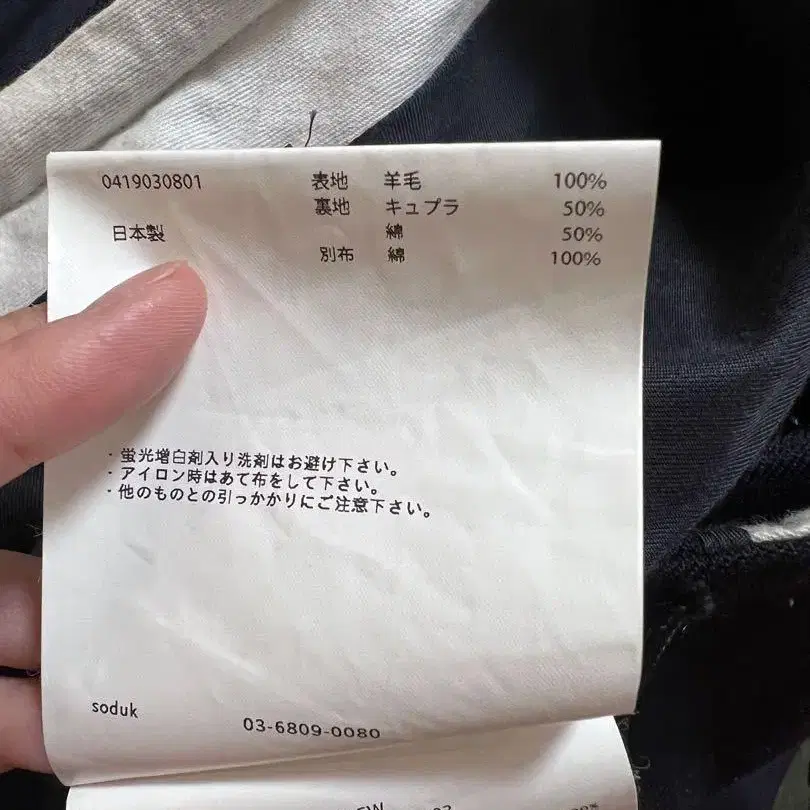 0419030801 表地 羊毛 100%
裏地 キュプラ 50%
日本製 綿 50%
別布 綿 100%
・蛍光増白剤入り洗剤はお避け下さい。
・アイロン時はあて布をして下さい。
・他のものとの引っかかりにご注意下さい。
soduk 03-6809-0080